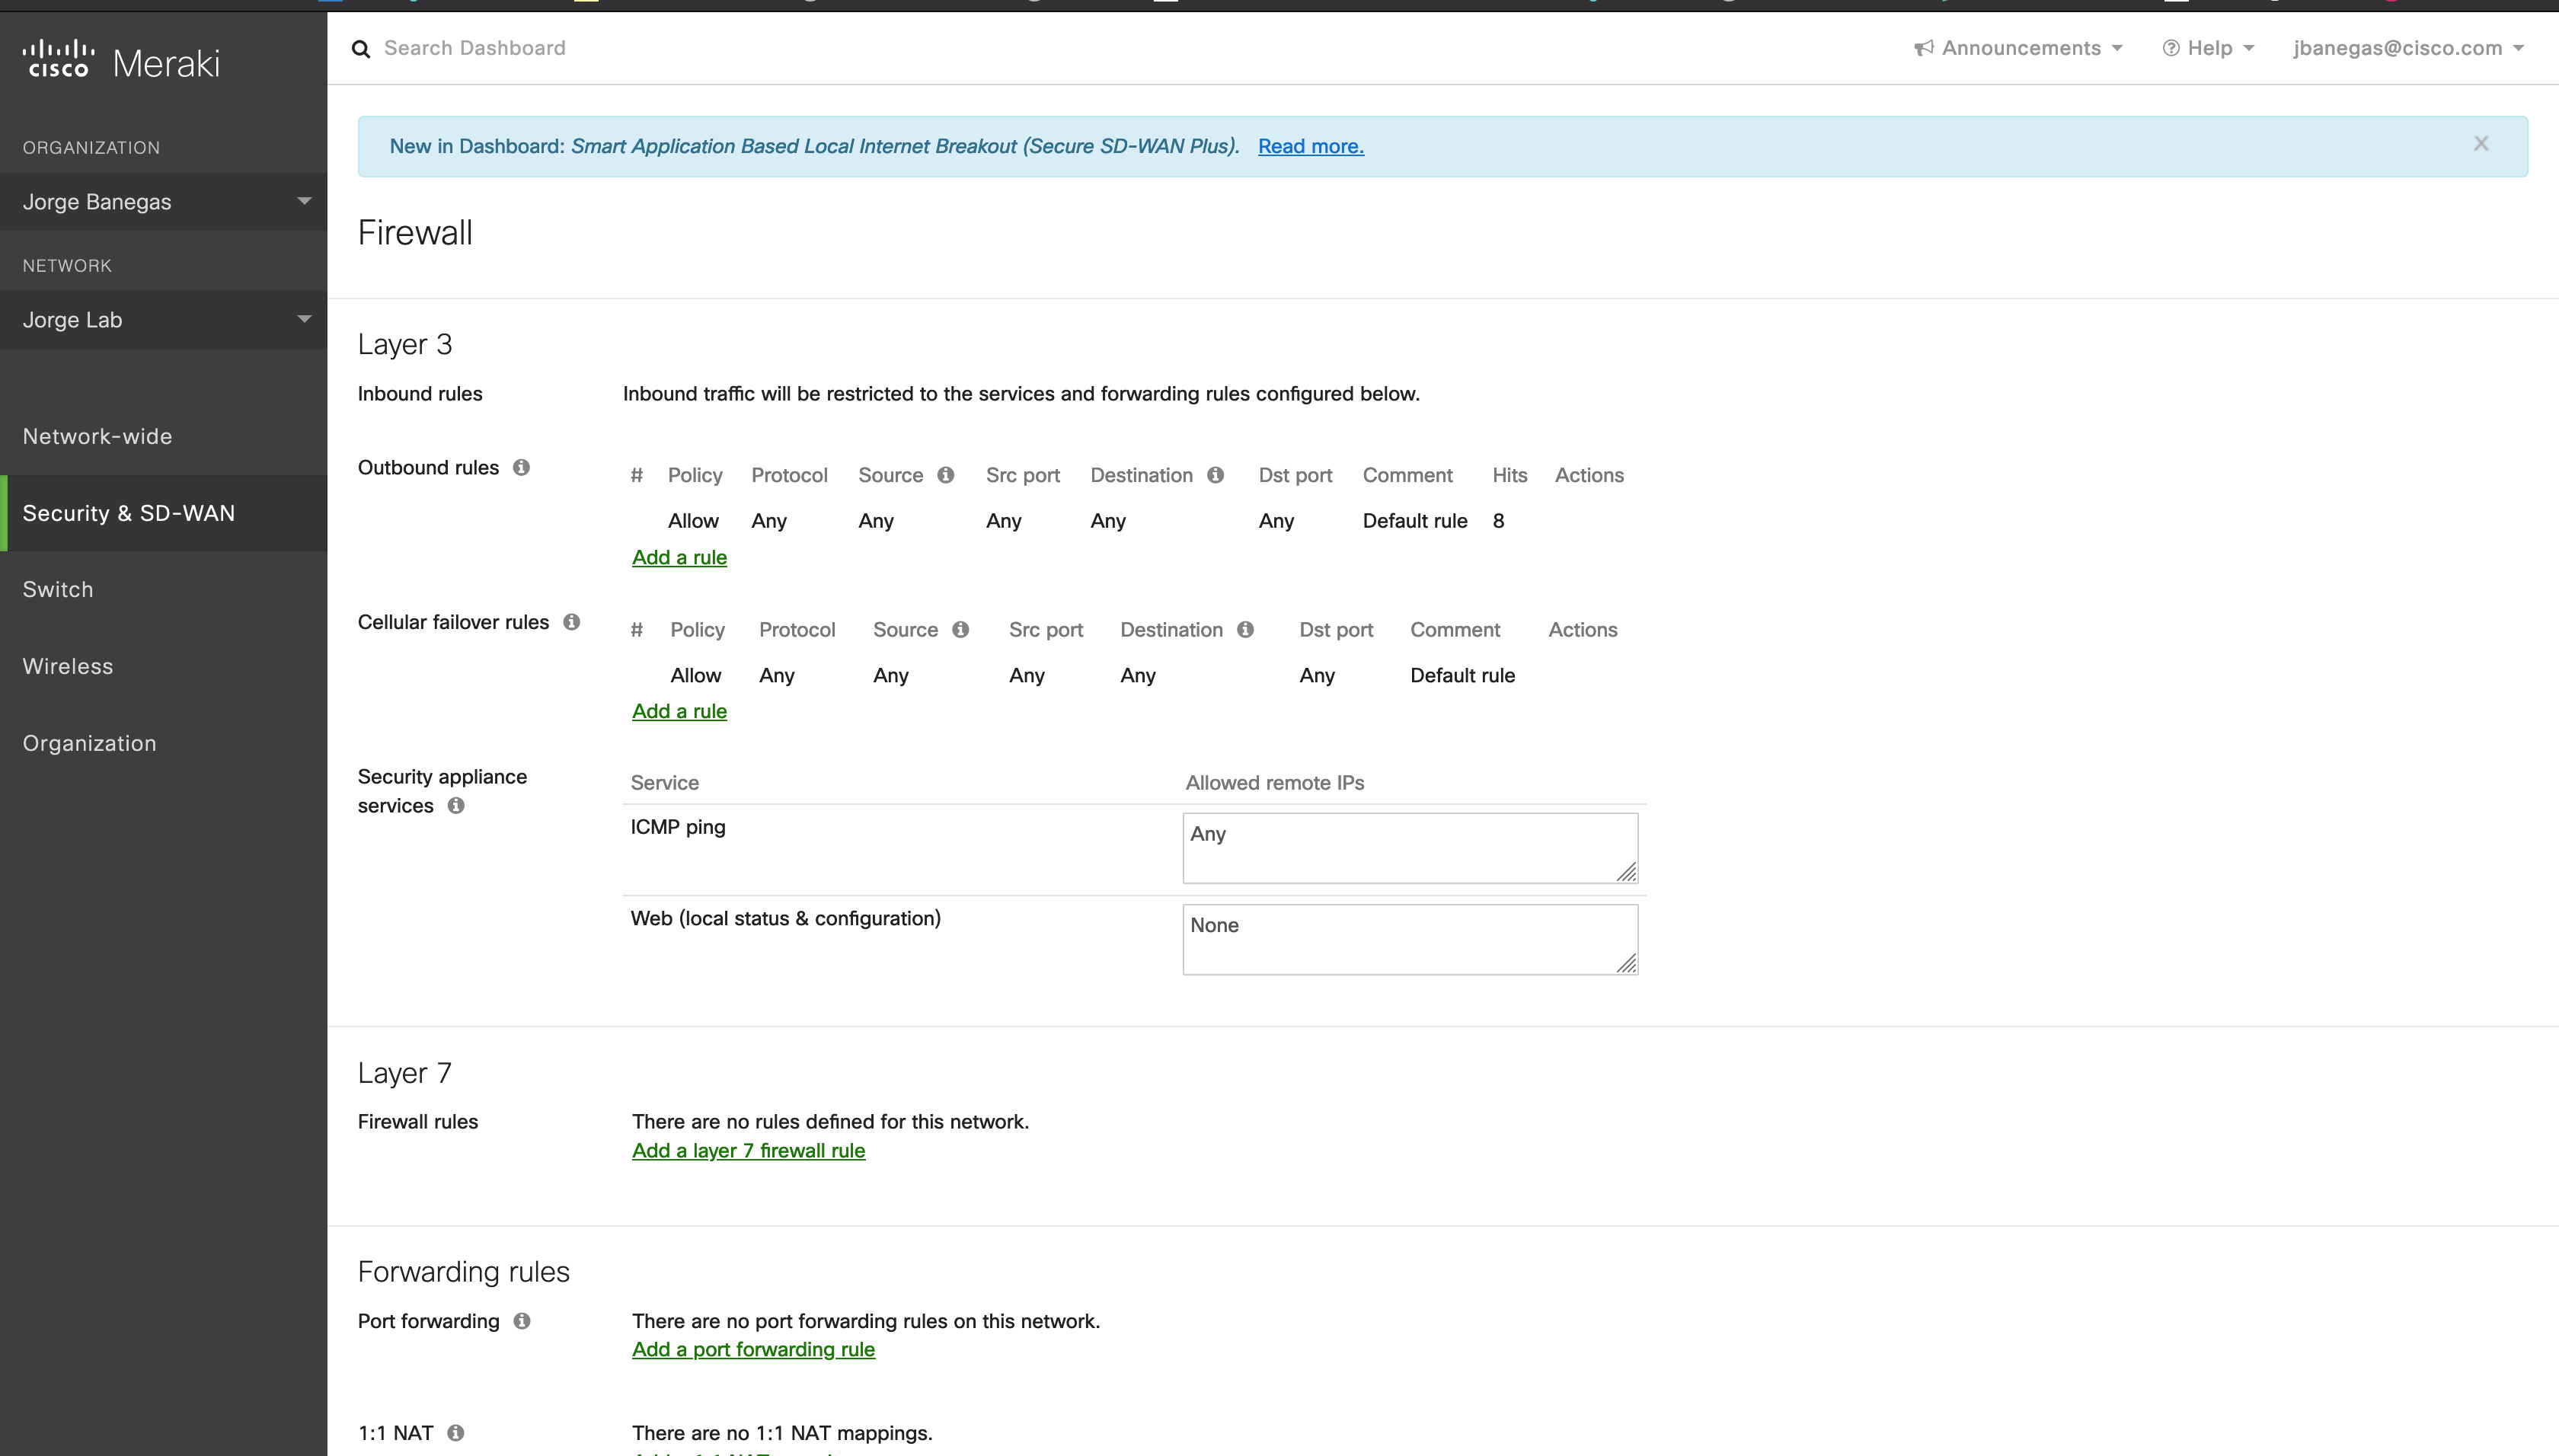 cisco Meraki
Search Dashboard
Announcements Help jbanegas@cisco.com
ORGANIZATION
Jorge Banegas
NETWORK
Jorge Lab
Network-wide
Security & SD-WAN
Switch
Wireless
Organization
New in Dashboard: Smart Application Based Local Internet Breakout (Secure SD-WAN Plus). Read more.
Firewall
Layer 3
Inbound rules Inbound traffic will be restricted to the services and forwarding rules configured below.
Outbound rules
# Policy Protocol Source Src port Destination Dst port Comment Hits Actions
Allow Any Any Any Any Any Default rule 8
Add a rule
Cellular failover rules
# Policy Protocol Source Src port Destination Dst port Comment Actions
Allow Any Any Any Any Any Default rule
Add a rule
Security appliance
services
Service Allowed remote IPs
ICMP ping Any
Web (local status & configuration) None
Layer 7
Firewall rules There are no rules defined for this network.
Add a layer 7 firewall rule
Forwarding rules
Port forwarding There are no port forwarding rules on this network.
Add a port forwarding rule
1:1 NAT There are no 1:1 NAT mappings.